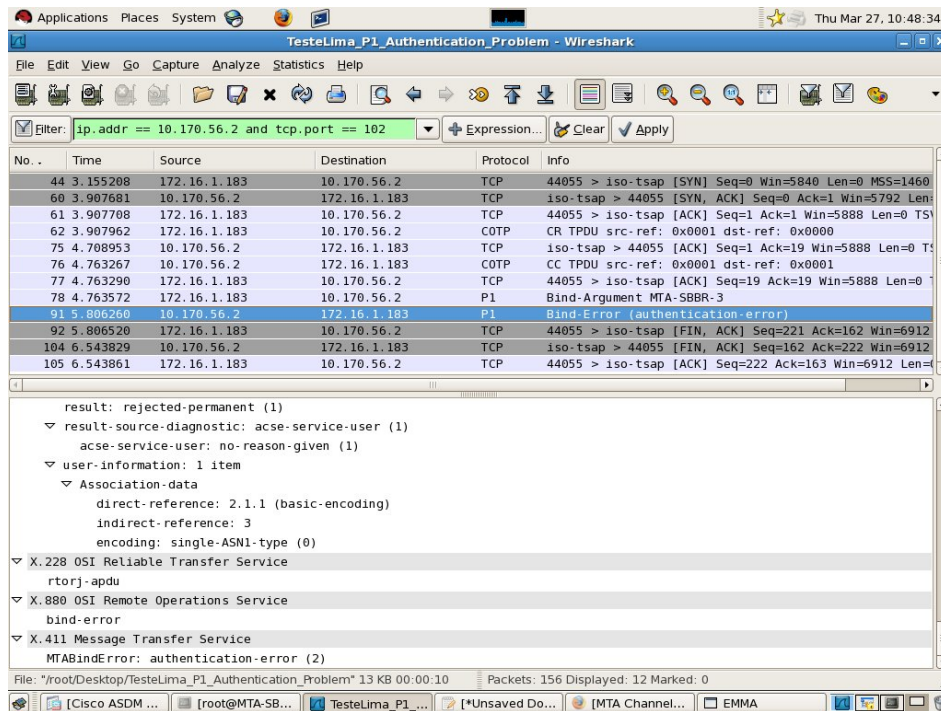 Applications Places System Thu Mar 27, 10:48:34
TesteLima_P1_Authentication_Problem - Wireshark
File Edit View Go Capture Analyze Statistics Help
Filter: ip.addr == 10.170.56.2 and tcp.port == 102 Expression... Clear Apply
No. . Time Source Destination Protocol Info
44 3.155208 172.16.1.183 10.170.56.2 TCP 44055 > iso-tsap [SYN] Seq=0 Win=5840 Len=0 MSS=1460
60 3.907681 10.170.56.2 172.16.1.183 TCP iso-tsap > 44055 [SYN, ACK] Seq=0 Ack=1 Win=5792 Len=
61 3.907708 172.16.1.183 10.170.56.2 TCP 44055 > iso-tsap [ACK] Seq=1 Ack=1 Win=5888 Len=0 TSV
62 3.907962 172.16.1.183 10.170.56.2 COTP CR TPDU src-ref: 0x0001 dst-ref: 0x0000
75 4.708953 10.170.56.2 172.16.1.183 TCP iso-tsap > 44055 [ACK] Seq=1 Ack=19 Win=5888 Len=0 TS
76 4.763267 10.170.56.2 172.16.1.183 COTP CC TPDU src-ref: 0x0001 dst-ref: 0x0001
77 4.763290 172.16.1.183 10.170.56.2 TCP 44055 > iso-tsap [ACK] Seq=19 Ack=19 Win=5888 Len=0
78 4.763572 172.16.1.183 10.170.56.2 P1 Bind-Argument MTA-SBBR-3
91 5.806260 10.170.56.2 172.16.1.183 P1 Bind-Error (authentication-error)
92 5.806520 172.16.1.183 10.170.56.2 TCP 44055 > iso-tsap [FIN, ACK] Seq=221 Ack=162 Win=6912
104 6.543829 10.170.56.2 172.16.1.183 TCP iso-tsap > 44055 [FIN, ACK] Seq=162 Ack=222 Win=6912
105 6.543861 172.16.1.183 10.170.56.2 TCP 44055 > iso-tsap [ACK] Seq=222 Ack=163 Win=6912 Len=
result: rejected-permanent (1)
result-source-diagnostic: acse-service-user (1)
acse-service-user: no-reason-given (1)
user-information: 1 item
Association-data
direct-reference: 2.1.1 (basic-encoding)
indirect-reference: 3
encoding: single-ASN1-type (0)
X.228 OSI Reliable Transfer Service
rtorj-apdu
X.880 OSI Remote Operations Service
bind-error
X.411 Message Transfer Service
MTABindError: authentication-error (2)
File: "/root/Desktop/TesteLima_P1_Authentication_Problem" 13 KB 00:00:10 Packets: 156 Displayed: 12 Marked: 0
[Cisco ASDM ... [root@MTA-SB... TesteLima_P1_... [*Unsaved Do... [MTA Channel... EMMA